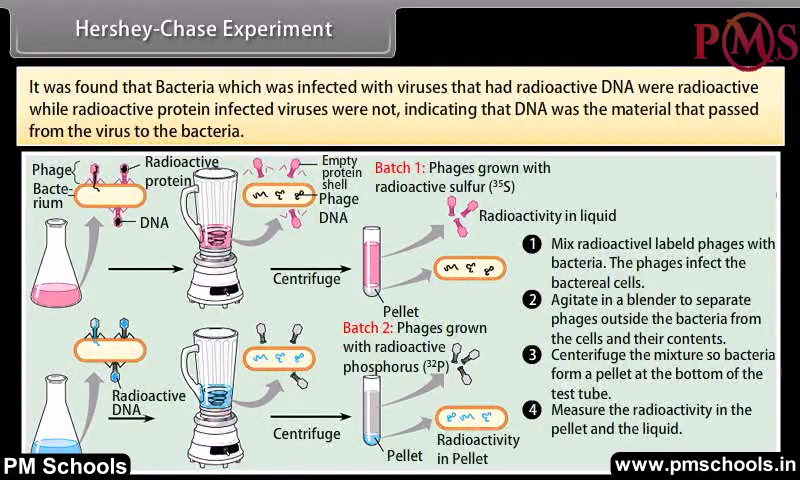 Hershey-Chase Experiment
PMS
It was found that Bacteria which was infected with viruses that had radioactive DNA were radioactive
while radioactive protein infected viruses were not, indicating that DNA was the material that passed
from the virus to the bacteria.
Phage
Bacte-
rium
Radioactive
protein
DNA
Empty
protein
shell
Phage
DNA
Centrifuge
Batch 1: Phages grown with
radioactive sulfur (³⁵S)
Radioactivity in liquid
Pellet
Radioactive
DNA
Centrifuge
Batch 2: Phages grown
with radioactive
phosphorus (³²P)
Pellet
Radioactivity
in Pellet
1 Mix radioactivel labeld phages with
bacteria. The phages infect the
bactereal cells.
2 Agitate in a blender to separate
phages outside the bacteria from
the cells and their contents.
3 Centerifuge the mixture so bacteria
form a pellet at the bottom of the
test tube.
4 Measure the radioactivity in the
pellet and the liquid.
PM Schools
www.pmschools.in